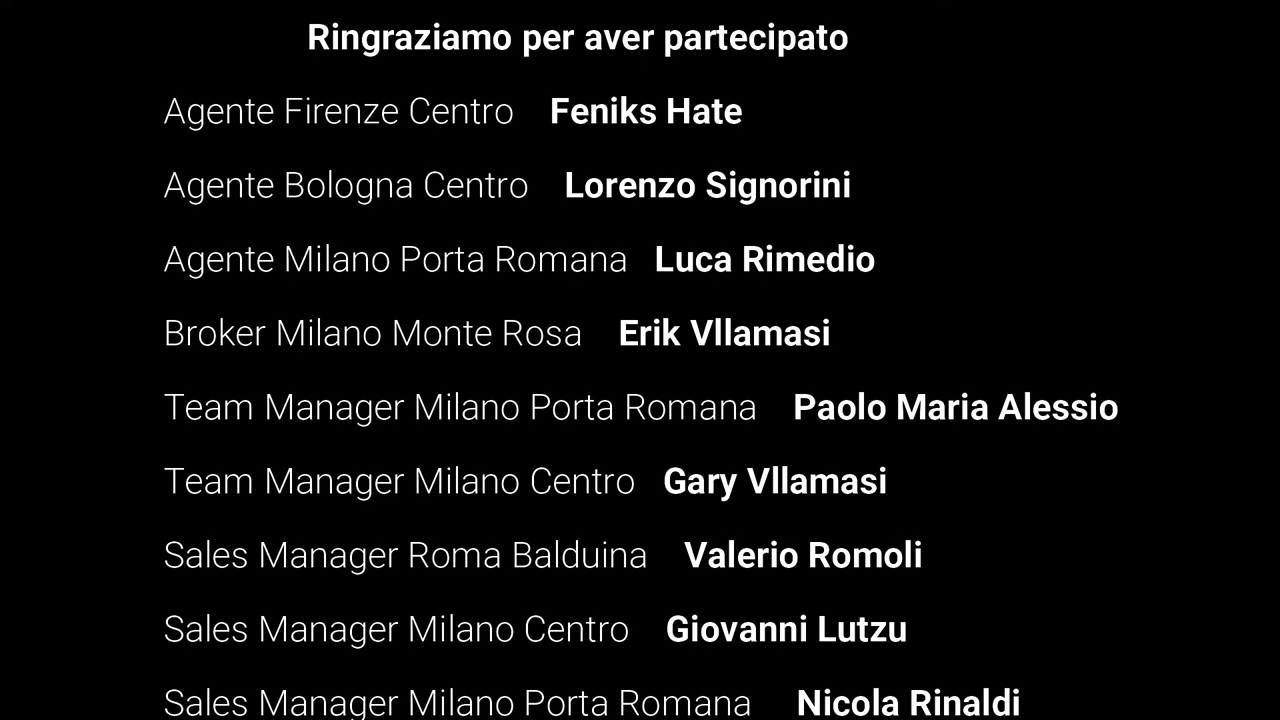 Ringraziamo per aver partecipato
Agente Firenze Centro Feniks Hate
Agente Bologna Centro Lorenzo Signorini
Agente Milano Porta Romana Luca Rimedio
Broker Milano Monte Rosa Erik Vllamasi
Team Manager Milano Porta Romana Paolo Maria Alessio
Team Manager Milano Centro Gary Vllamasi
Sales Manager Roma Balduina Valerio Romoli
Sales Manager Milano Centro Giovanni Lutzu
Sales Manager Milano Porta Romana Nicola Rinaldi